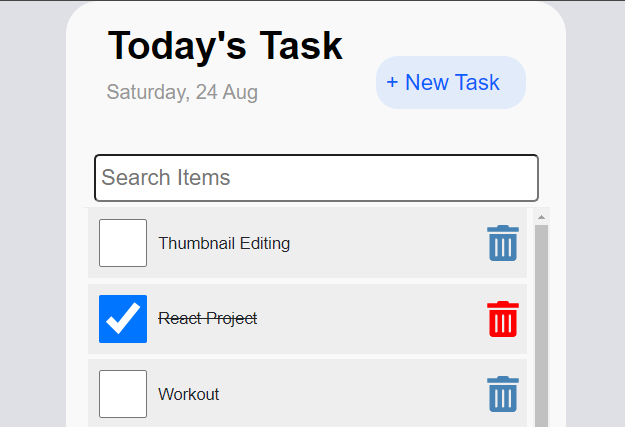 Today's Task
Saturday, 24 Aug
+ New Task
Search Items
Thumbnail Editing
React Project
Workout